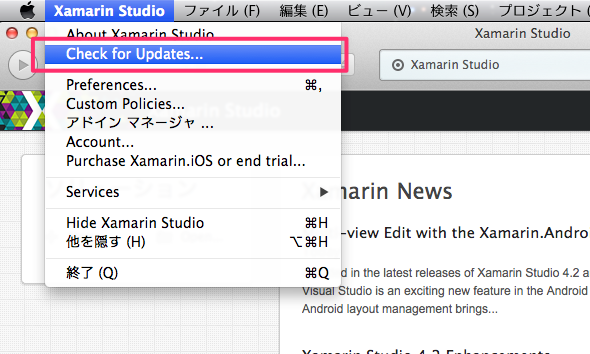 Xamarin Studio ファイル (F) 編集 (E) ビュー (V) 検索 (S) プロジェクト (
About Xamarin Studio
Xamarin Studio
Check for Updates...
Xamarin Studio
Preferences... ⌘,
Custom Policies...
アドイン マネージャ ...
Account...
Purchase Xamarin.iOS or end trial...
Services ▶
Xamarin News
Hide Xamarin Studio ⌘H
-view Edit with the Xamarin.Andro
他を隠す (H) ⌥⌘H
終了 (Q) ⌘Q
d in the latest releases of Xamarin Studio 4.2 a
Visual Studio is an exciting new feature in the Android
Android layout management brings...
Xamarin Studio 4.2 Enhancements